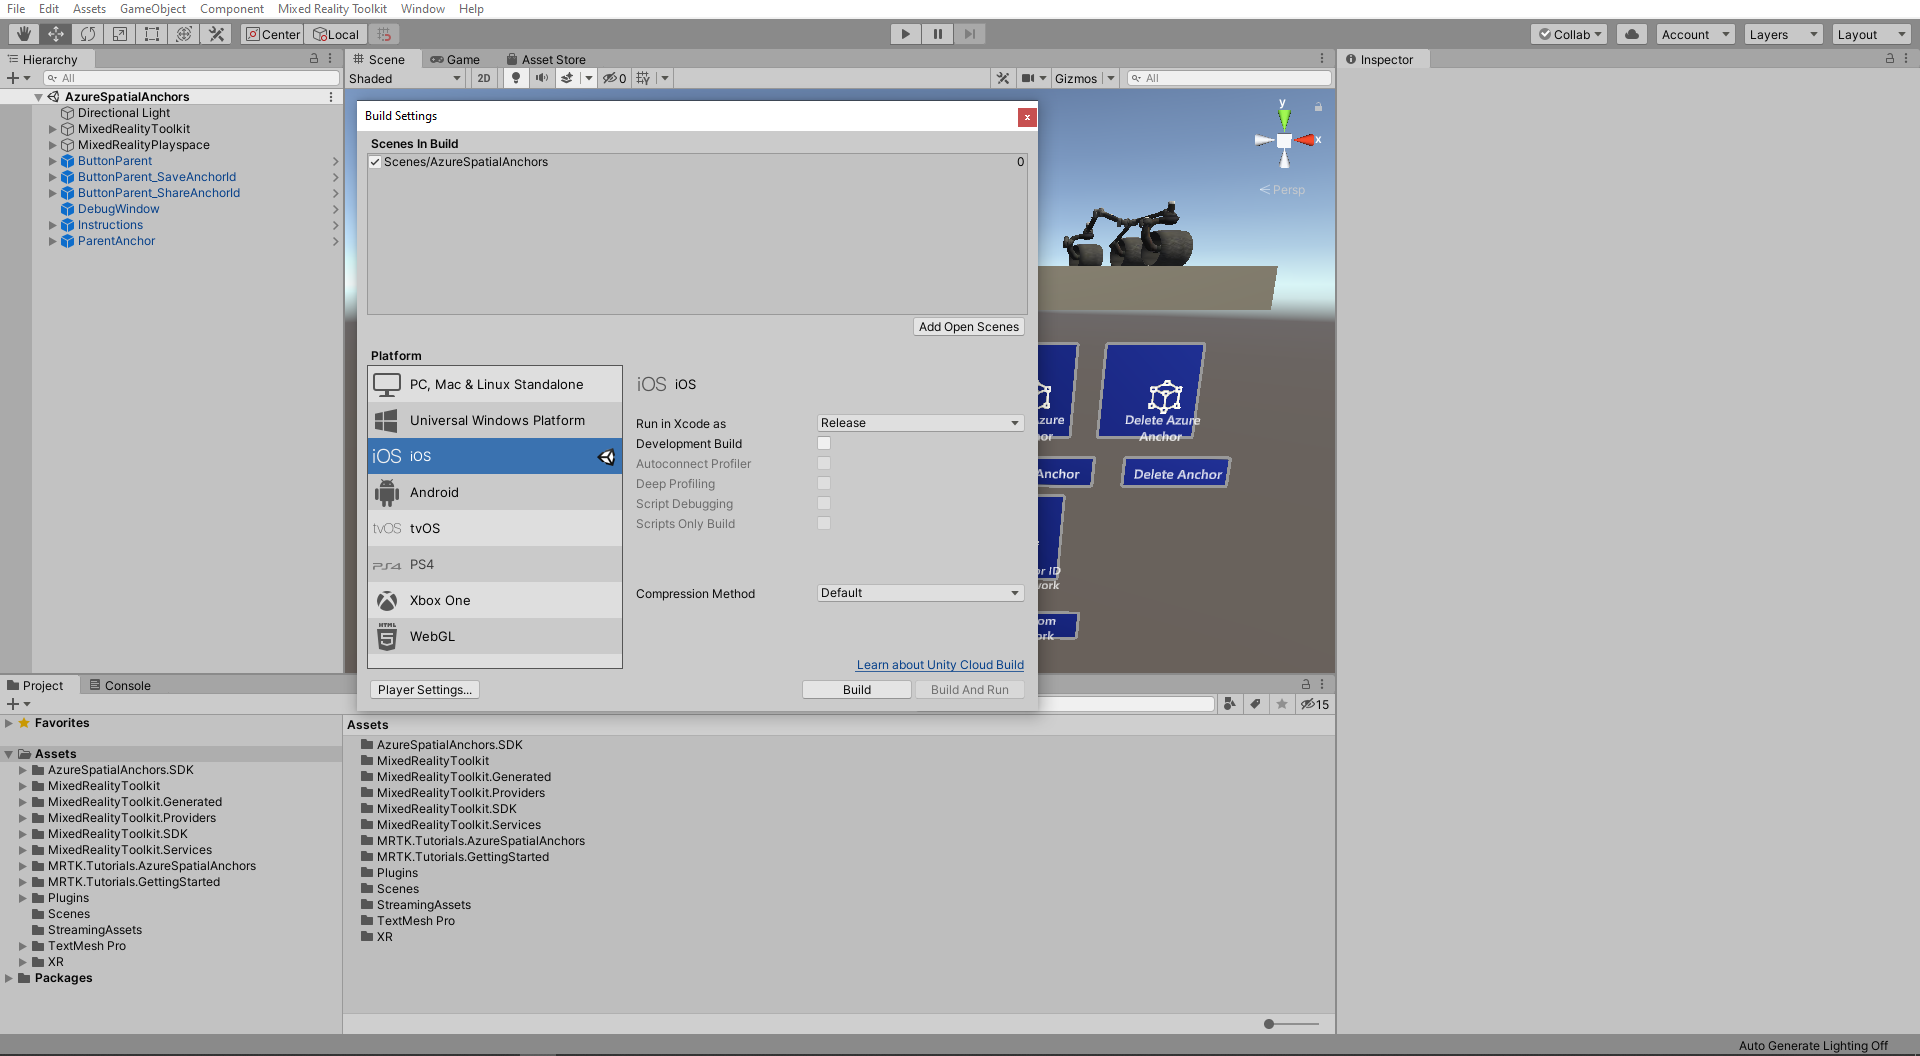 File Edit Assets GameObject Component Mixed Reality Toolkit Window Help
Center Local Collab Account Layers Layout
Hierarchy
All
AzureSpatialAnchors
Directional Light
MixedRealityToolkit
MixedRealityPlayspace
ButtonParent
ButtonParent_SaveAnchorId
ButtonParent_ShareAnchorId
DebugWindow
Instructions
ParentAnchor
Scene Game Asset Store
Shaded 2D 0 Gizmos All
y
x
Persp
Build Settings
x
Scenes In Build
Scenes/AzureSpatialAnchors 0
Add Open Scenes
Platform
PC, Mac & Linux Standalone
Universal Windows Platform
iOS iOS
Android
tvOS tvOS
PS4 PS4
Xbox One
HTML
5 WebGL
iOS iOS
Run in Xcode as Release
Development Build
Autoconnect Profiler
Deep Profiling
Script Debugging
Scripts Only Build
Compression Method Default
Learn about Unity Cloud Build
Player Settings... Build Build And Run
Delete Azure
Anchor
Anchor Delete Anchor
Inspector
Project Console
15
Favorites
Assets
AzureSpatialAnchors.SDK
MixedRealityToolkit
MixedRealityToolkit.Generated
MixedRealityToolkit.Providers
MixedRealityToolkit.SDK
MixedRealityToolkit.Services
MRTK.Tutorials.AzureSpatialAnchors
MRTK.Tutorials.GettingStarted
Plugins
Scenes
StreamingAssets
TextMesh Pro
XR
Packages
Assets
AzureSpatialAnchors.SDK
MixedRealityToolkit
MixedRealityToolkit.Generated
MixedRealityToolkit.Providers
MixedRealityToolkit.SDK
MixedRealityToolkit.Services
MRTK.Tutorials.AzureSpatialAnchors
MRTK.Tutorials.GettingStarted
Plugins
Scenes
StreamingAssets
TextMesh Pro
XR
Auto Generate Lighting Off